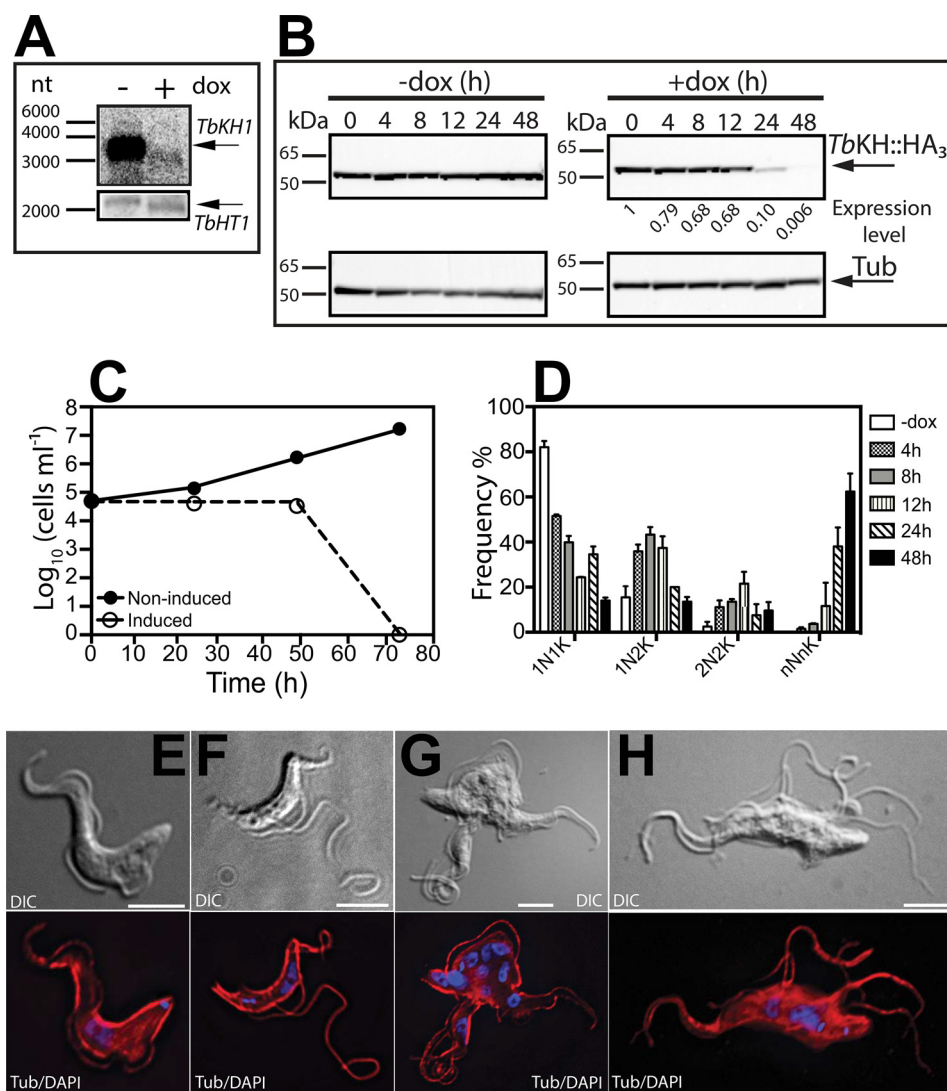 A
nt - + dox
6000
4000
TbKH1
3000
2000
TbHT1
B
-dox (h) +dox (h)
kDa 0 4 8 12 24 48 kDa 0 4 8 12 24 48
65 65 TbKH::HA3
50 50
1 0.79 0.68 0.68 0.10 0.006 Expression level
65 65 Tub
50 50
C
8
7
6
5
4
3
2
1
0
Log10 (cells ml-1)
Non-induced
Induced
0 10 20 30 40 50 60 70 80
Time (h)
D
100
80
60
40
20
0
Frequency %
-dox
4h
8h
12h
24h
48h
1N1K 1N2K 2N2K nNnK
E F G H
DIC DIC DIC DIC
Tub/DAPI Tub/DAPI Tub/DAPI Tub/DAPI